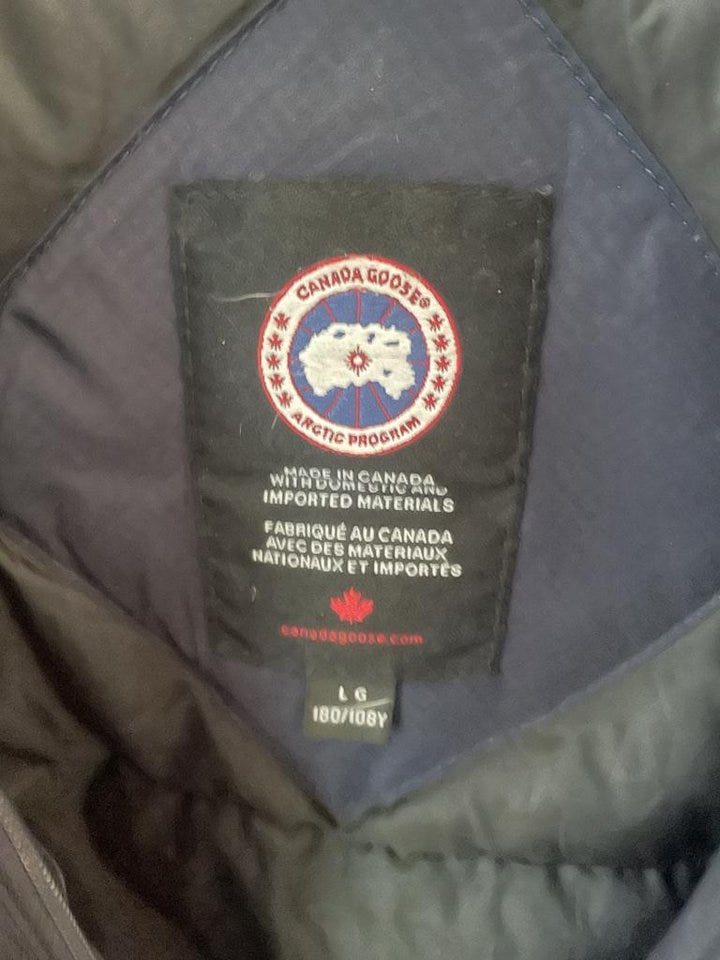 CANADA GOOSE®
ARCTIC PROGRAM
MADE IN CANADA
WITH DOMESTIC AND
IMPORTED MATERIALS
FABRIQUÉ AU CANADA
AVEC DES MATERIAUX
NATIONAUX ET IMPORTÉS
canadagoose.com
L G
180/108Y